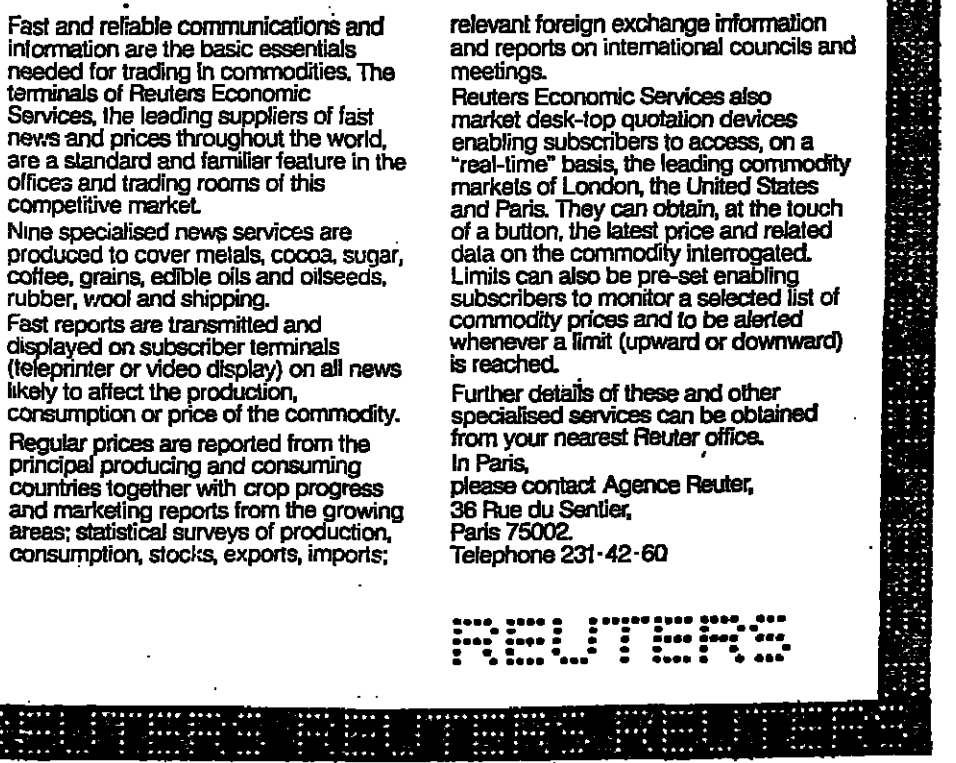 Fast and reliable communications and
information are the basic essentials
needed for trading in commodities. The
terminals of Reuters Economic
Services, the leading suppliers of fast
news and prices throughout the world,
are a standard and familiar feature in the
offices and trading rooms of this
competitive market.
Nine specialised news services are
produced to cover metals, cocoa, sugar,
coffee, grains, edible oils and oilseeds,
rubber, wool and shipping.
Fast reports are transmitted and
displayed on subscriber terminals
(teleprinter or video display) on all news
likely to affect the production,
consumption or price of the commodity.
Regular prices are reported from the
principal producing and consuming
countries together with crop progress
and marketing reports from the growing
areas; statistical surveys of production,
consumption, stocks, exports, imports;
relevant foreign exchange information
and reports on international councils and
meetings.
Reuters Economic Services also
market desk-top quotation devices
enabling subscribers to access, on a
"real-time" basis, the leading commodity
markets of London, the United States
and Paris. They can obtain, at the touch
of a button, the latest price and related
data on the commodity interrogated.
Limits can also be pre-set enabling
subscribers to monitor a selected list of
commodity prices and to be alerted
whenever a limit (upward or downward)
is reached.
Further details of these and other
specialised services can be obtained
from your nearest Reuter office.
In Paris,
please contact Agence Reuter,
36 Rue du Sentier,
Paris 75002.
Telephone 231-42-60
REUTERS
REUTERS REUTERS